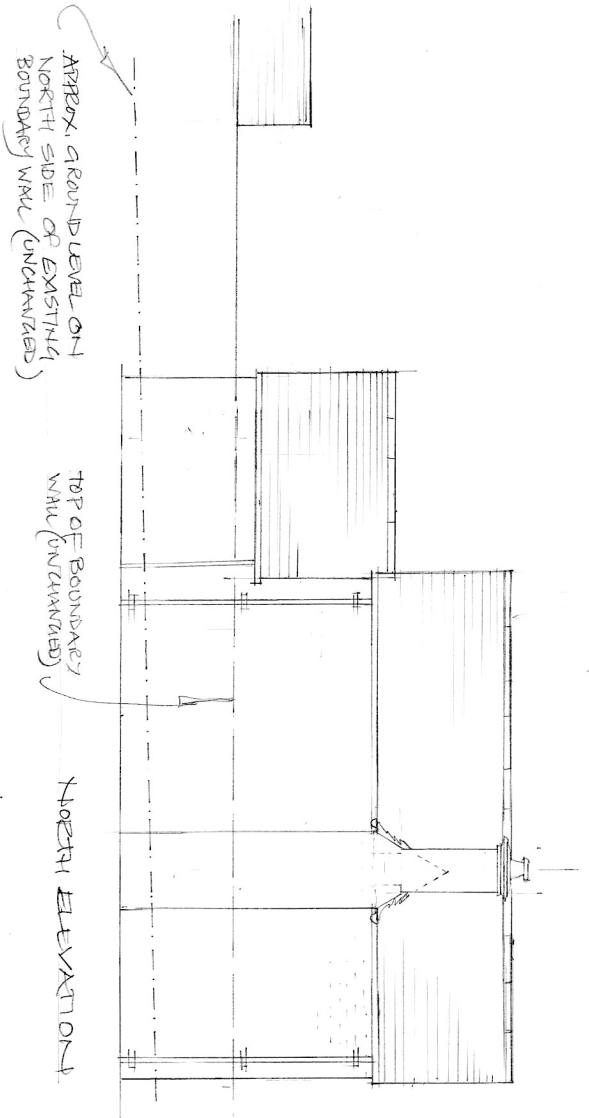 APPROX. GROUND LEVEL ON
NORTH SIDE OF EXISTING
BOUNDARY WALL (UNCHANGED)
TOP OF BOUNDARY
WALL (UNCHANGED)
NORTH ELEVATION